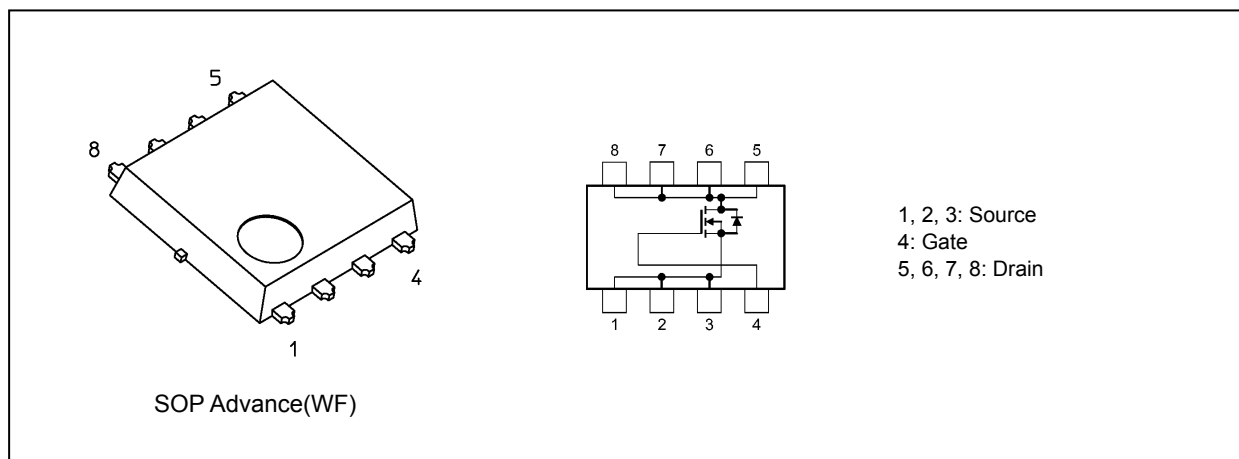 5
8
4
1
SOP Advance(WF)
8 7 6 5
1 2 3 4
1, 2, 3: Source
4: Gate
5, 6, 7, 8: Drain